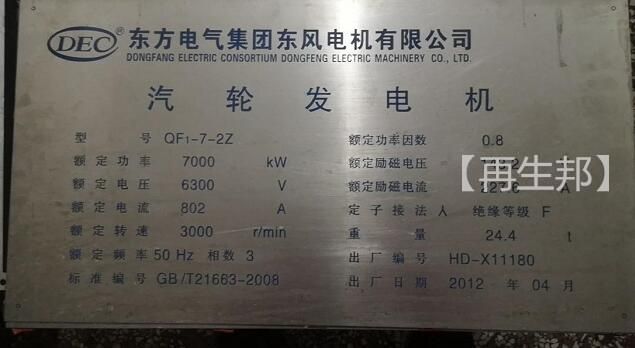 DEC® 东方电气集团东风电机有限公司
DONGFANG ELECTRIC CONSORTIUM DONGFENG ELECTRIC MACHINERY CO., LTD.
汽轮发电机
型号 QF1-7-2Z 额定功率因数 0.8
额定功率 7000 kW 额定励磁电压 V
额定电压 6300 V 额定励磁电流 A
额定电流 802 A 定子接法 人 绝缘等级 F
额定转速 3000 r/min 重量 24.4 t
额定频率 50 Hz 相数 3 出厂编号 HD-X11180
标准编号 GB/T21663-2008 出厂日期 2012 年 04 月
【再生邦】